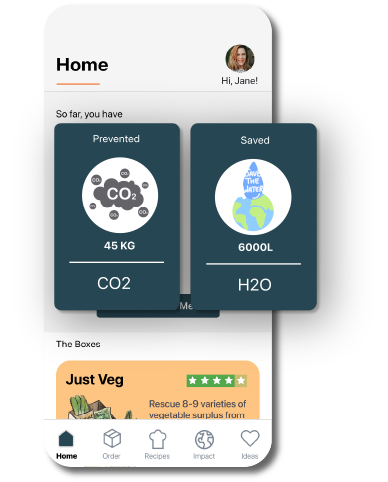 Home
Hi, Jane!
So far, you have
Prevented
CO2
45 KG
CO2
Saved
SAVE
THE
WATER
6000L
H2O
Me
The Boxes
Just Veg
Rescue 8-9 varieties of
vegetable surplus from
Home
Order
Recipes
Impact
Ideas